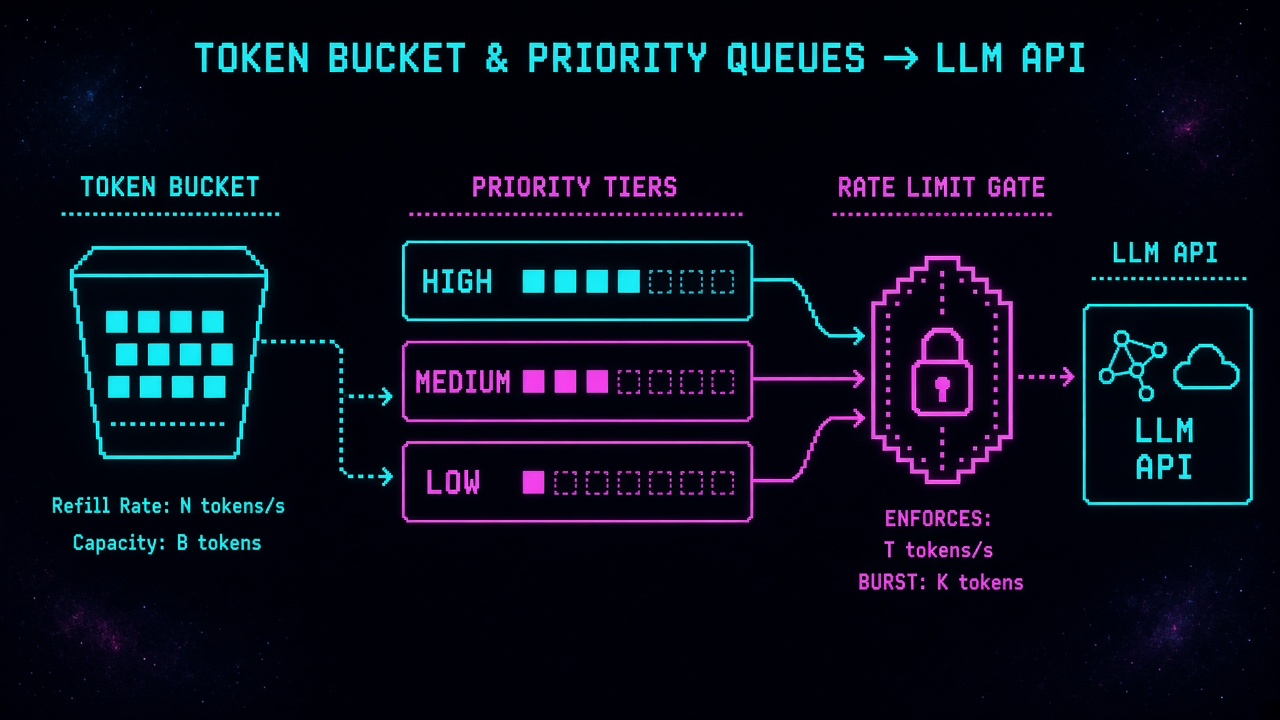 TOKEN BUCKET & PRIORITY QUEUES → LLM API
TOKEN BUCKET
PRIORITY TIERS
RATE LIMIT GATE
LLM API
HIGH
MEDIUM
LOW
LLM
API
Refill Rate: N tokens/s
Capacity: B tokens
ENFORCES:
T tokens/s
BURST: K tokens